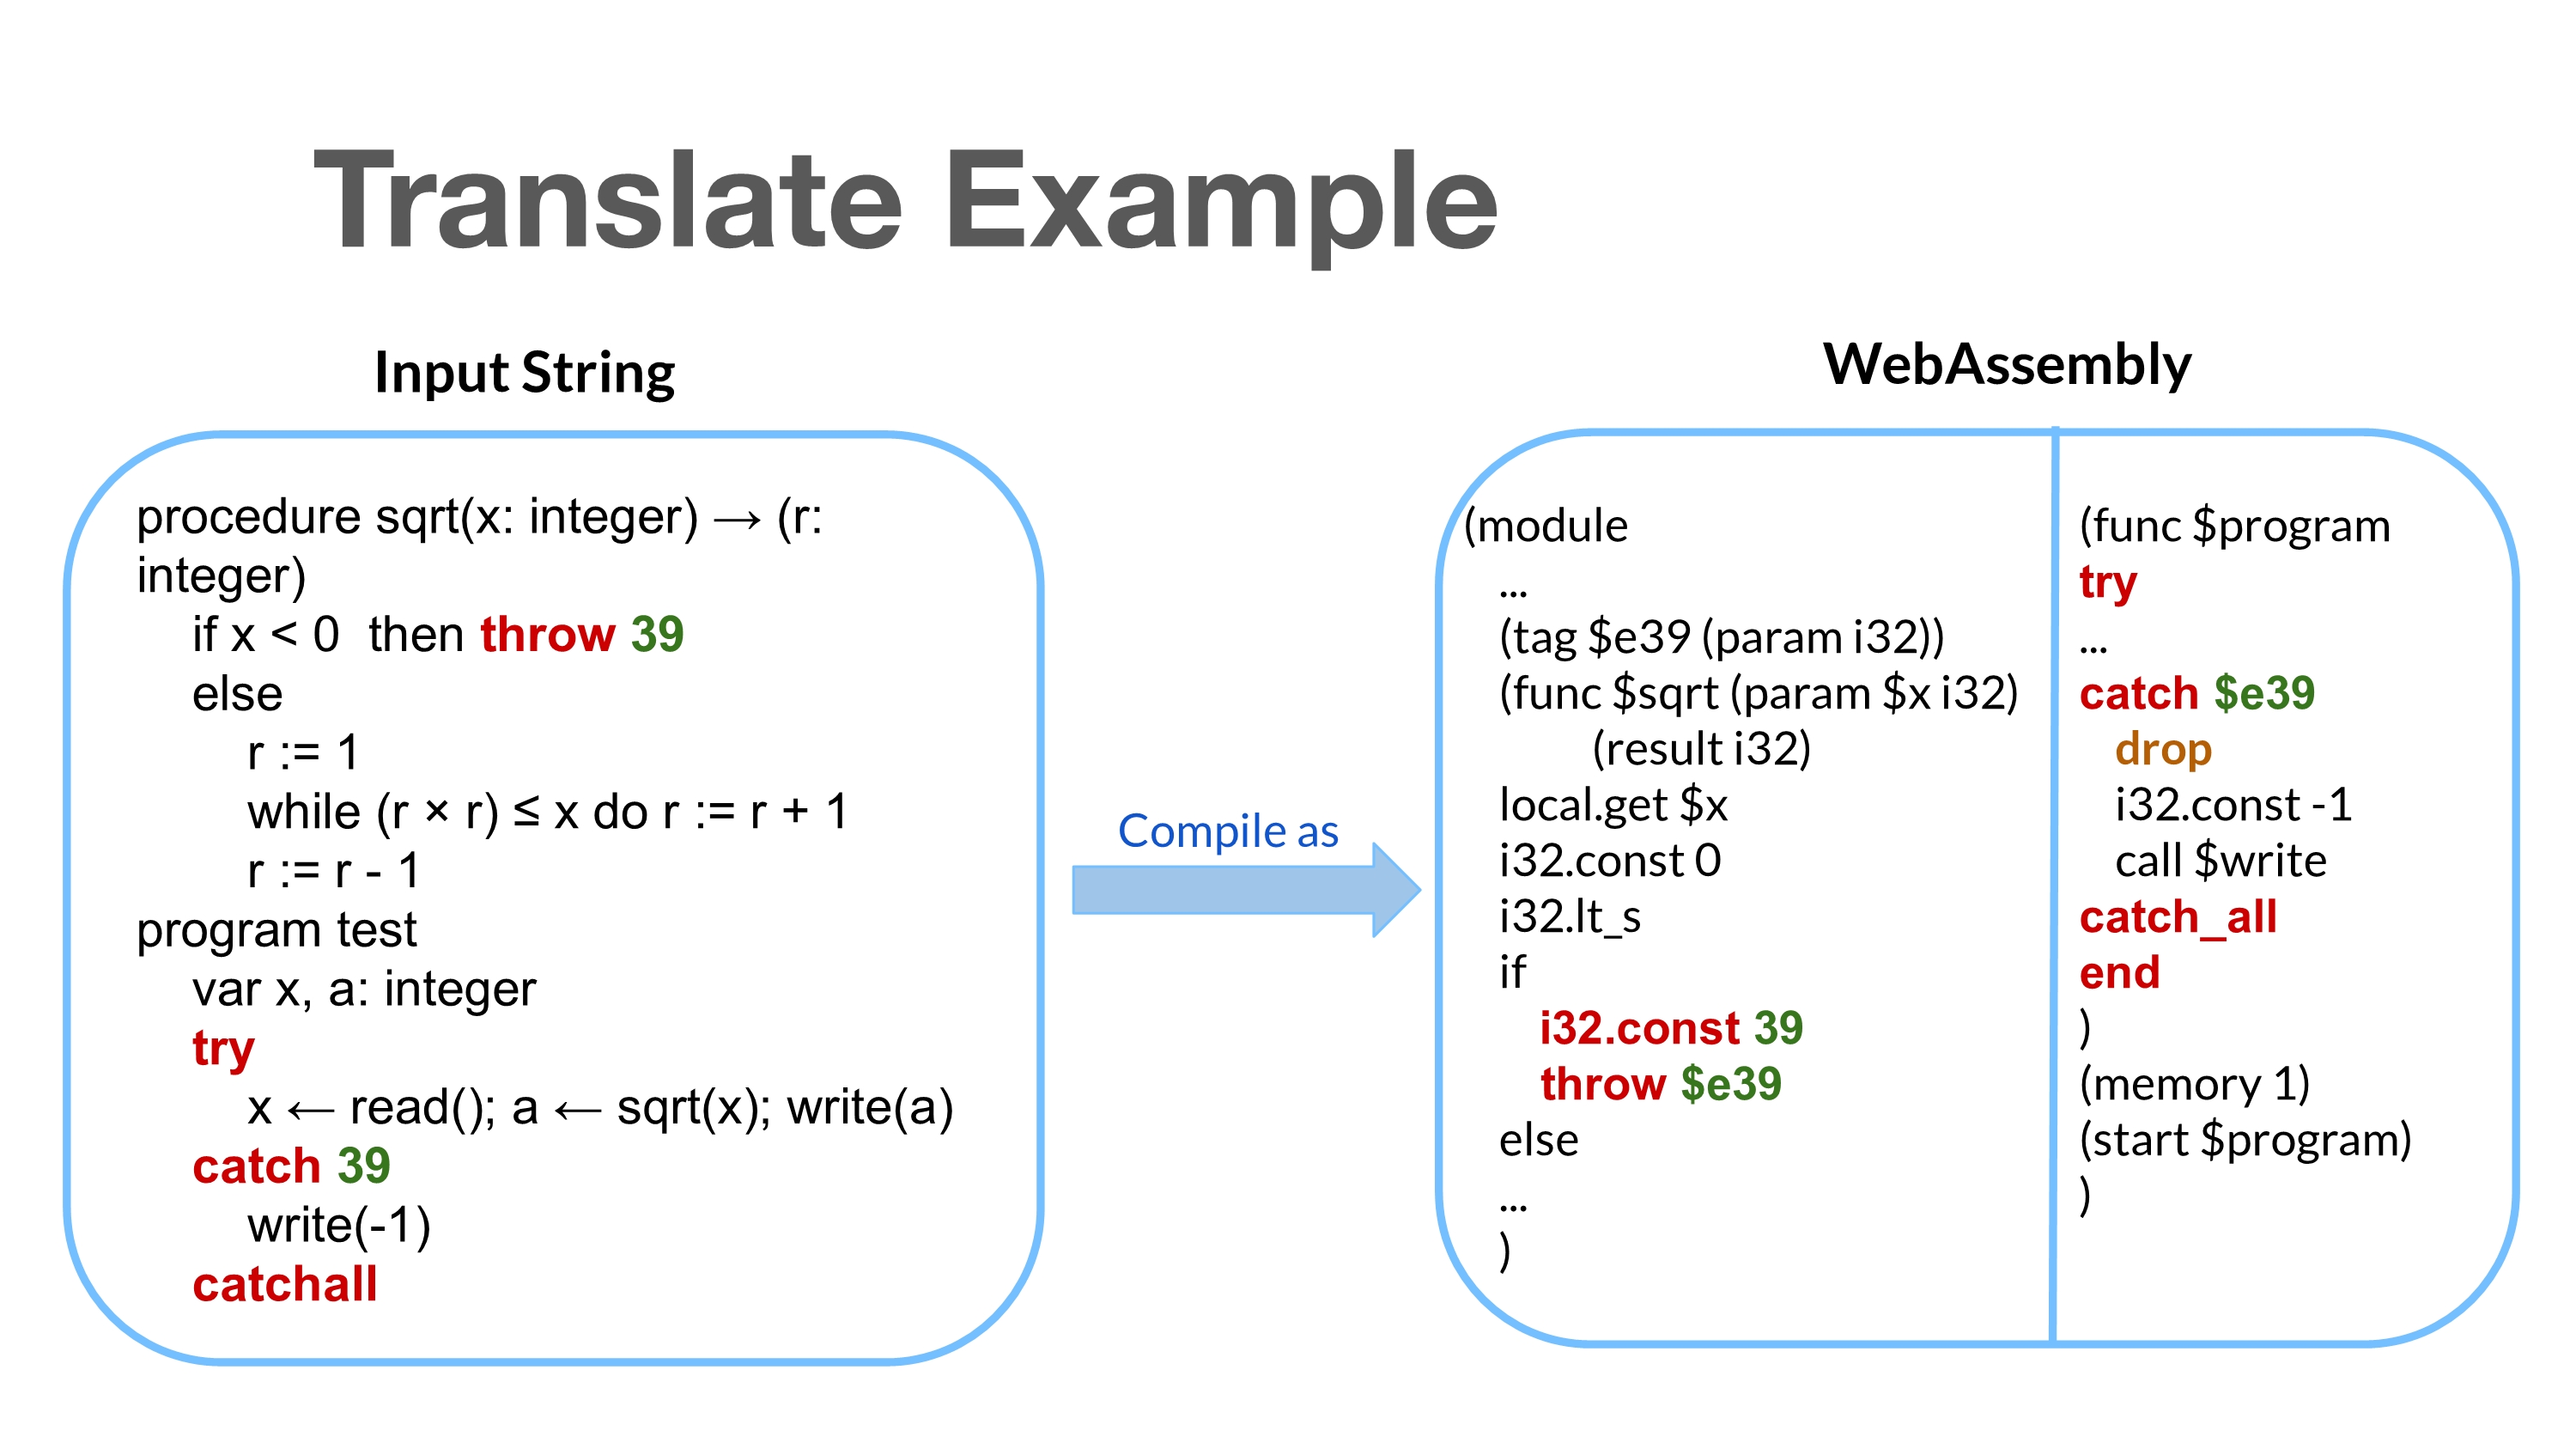 Translate Example
Input String
procedure sqrt(x: integer) → (r:
integer)
if x < 0  then throw 39
else
r := 1
while (r × r) ≤ x do r := r + 1
r := r - 1
program test
var x, a: integer
try
x ← read(); a ← sqrt(x); write(a)
catch 39
write(-1)
catchall
Compile as
WebAssembly
(module
...
(tag $e39 (param i32))
(func $sqrt (param $x i32)
(result i32)
local.get $x
i32.const 0
i32.lt_s
if
i32.const 39
throw $e39
else
...
)
(func $program
try
...
catch $e39
drop
i32.const -1
call $write
catch_all
end
)
(memory 1)
(start $program)
)